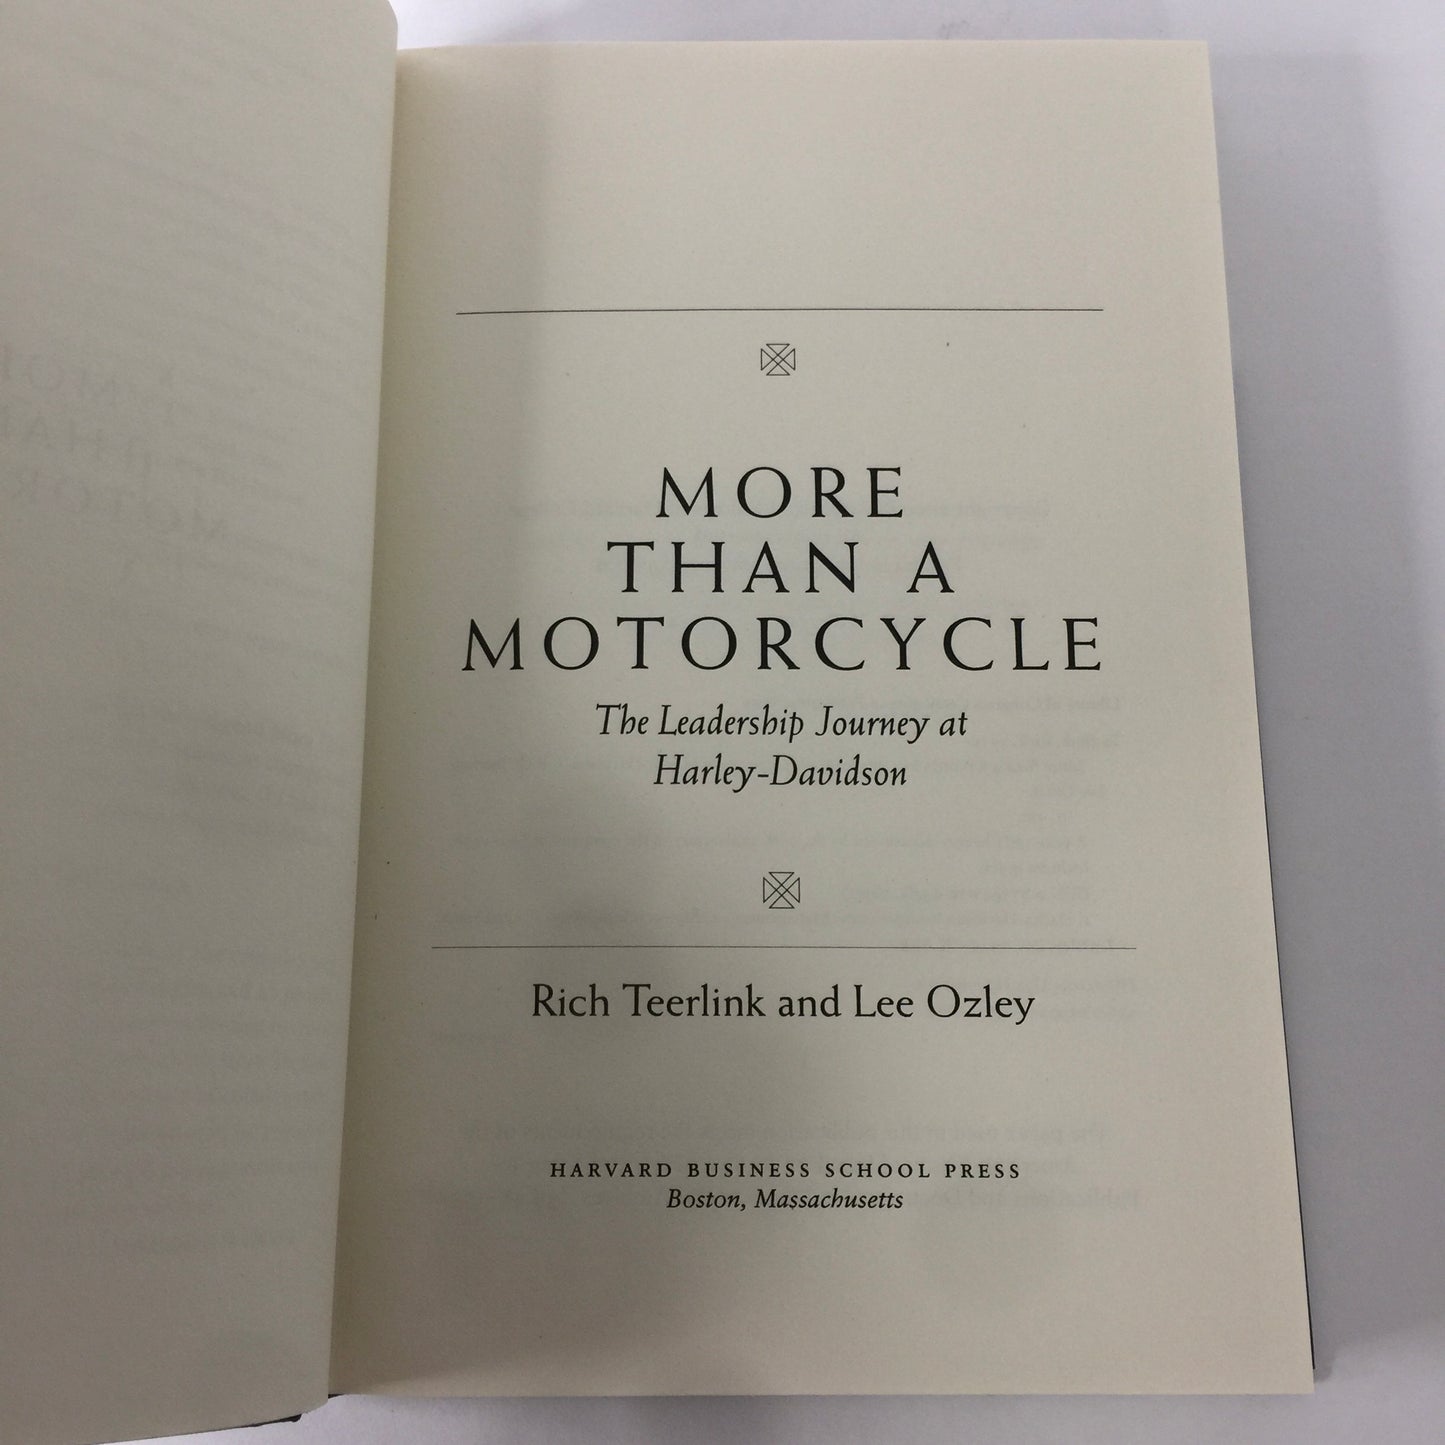 MORE
THAN A
MOTORCYCLE
The Leadership Journey at
Harley-Davidson
Rich Teerlink and Lee Ozley
HARVARD BUSINESS SCHOOL PRESS
Boston, Massachusetts